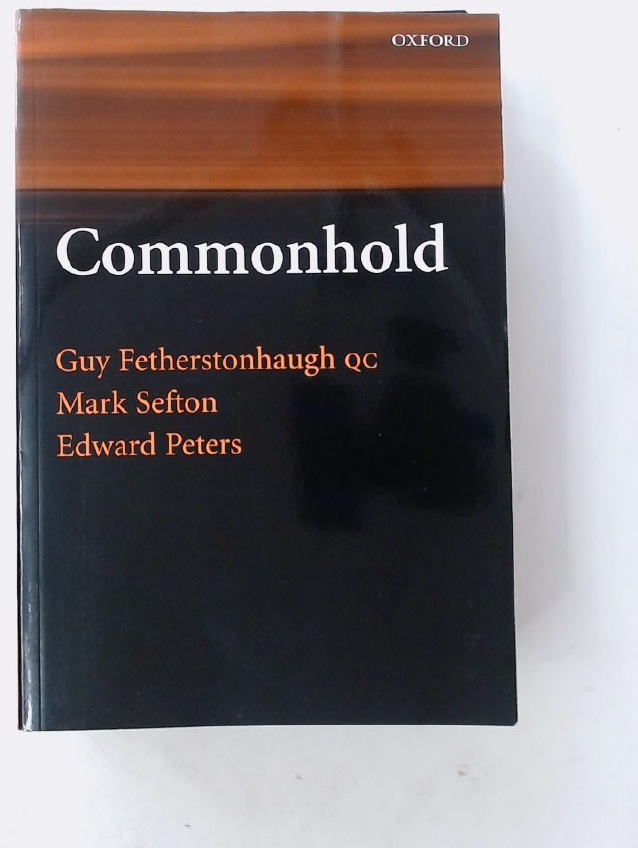 OXFORD
Commonhold
Guy Fetherstonhaugh QC
Mark Sefton
Edward Peters